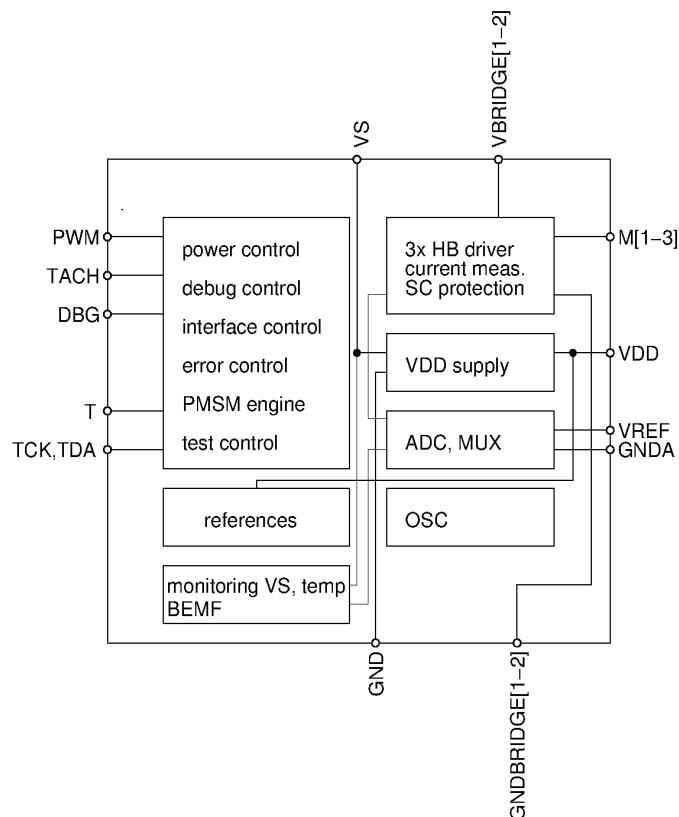 VBRIDGE[1−2]
VS
PWM
TACH
DBG
T
TCK,TDA
power control
debug control
interface control
error control
PMSM engine
test control
3x HB driver
current meas.
SC protection
M[1−3]
VDD supply
VDD
ADC, MUX
VREF
GNDA
references
OSC
monitoring VS, temp
BEMF
GND
GNDBRIDGE[1−2]